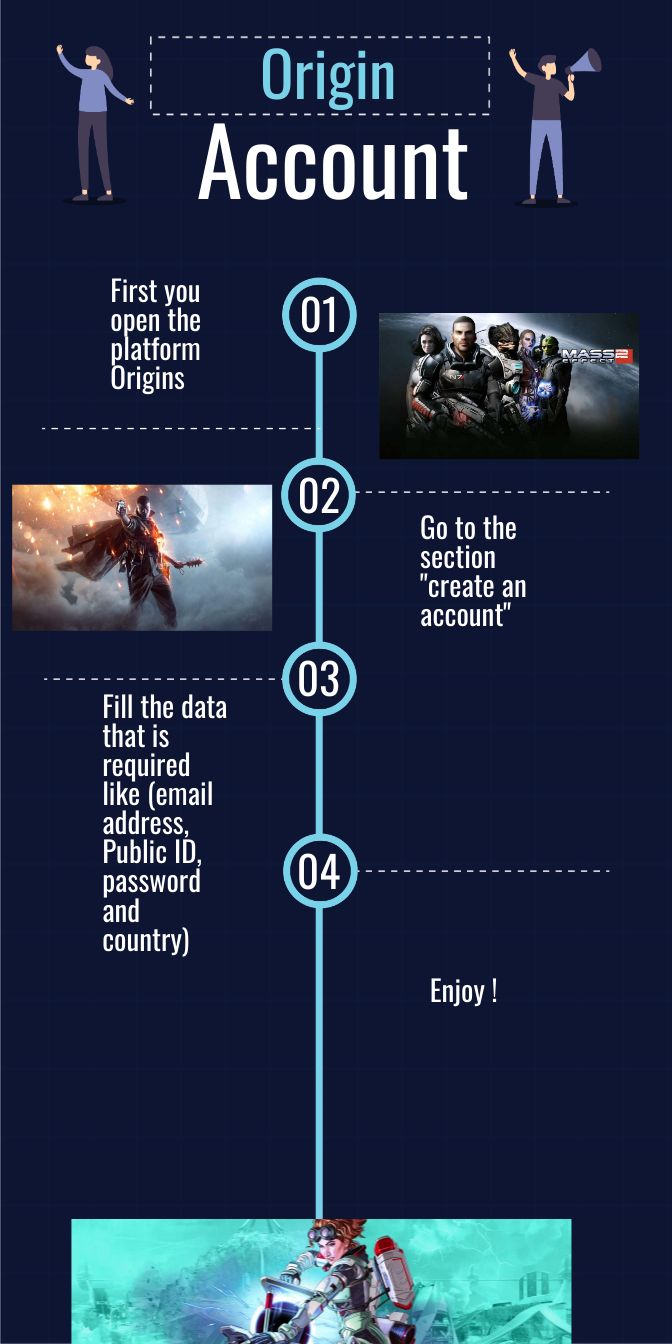 Origin
Account
First you
open the
platform
Origins
01
MASS 2
EFFECT
N7
02
Go to the
section
"create an
account"
03
Fill the data
that is
required
like (email
address,
Public ID,
password
and
country)
04
Enjoy !